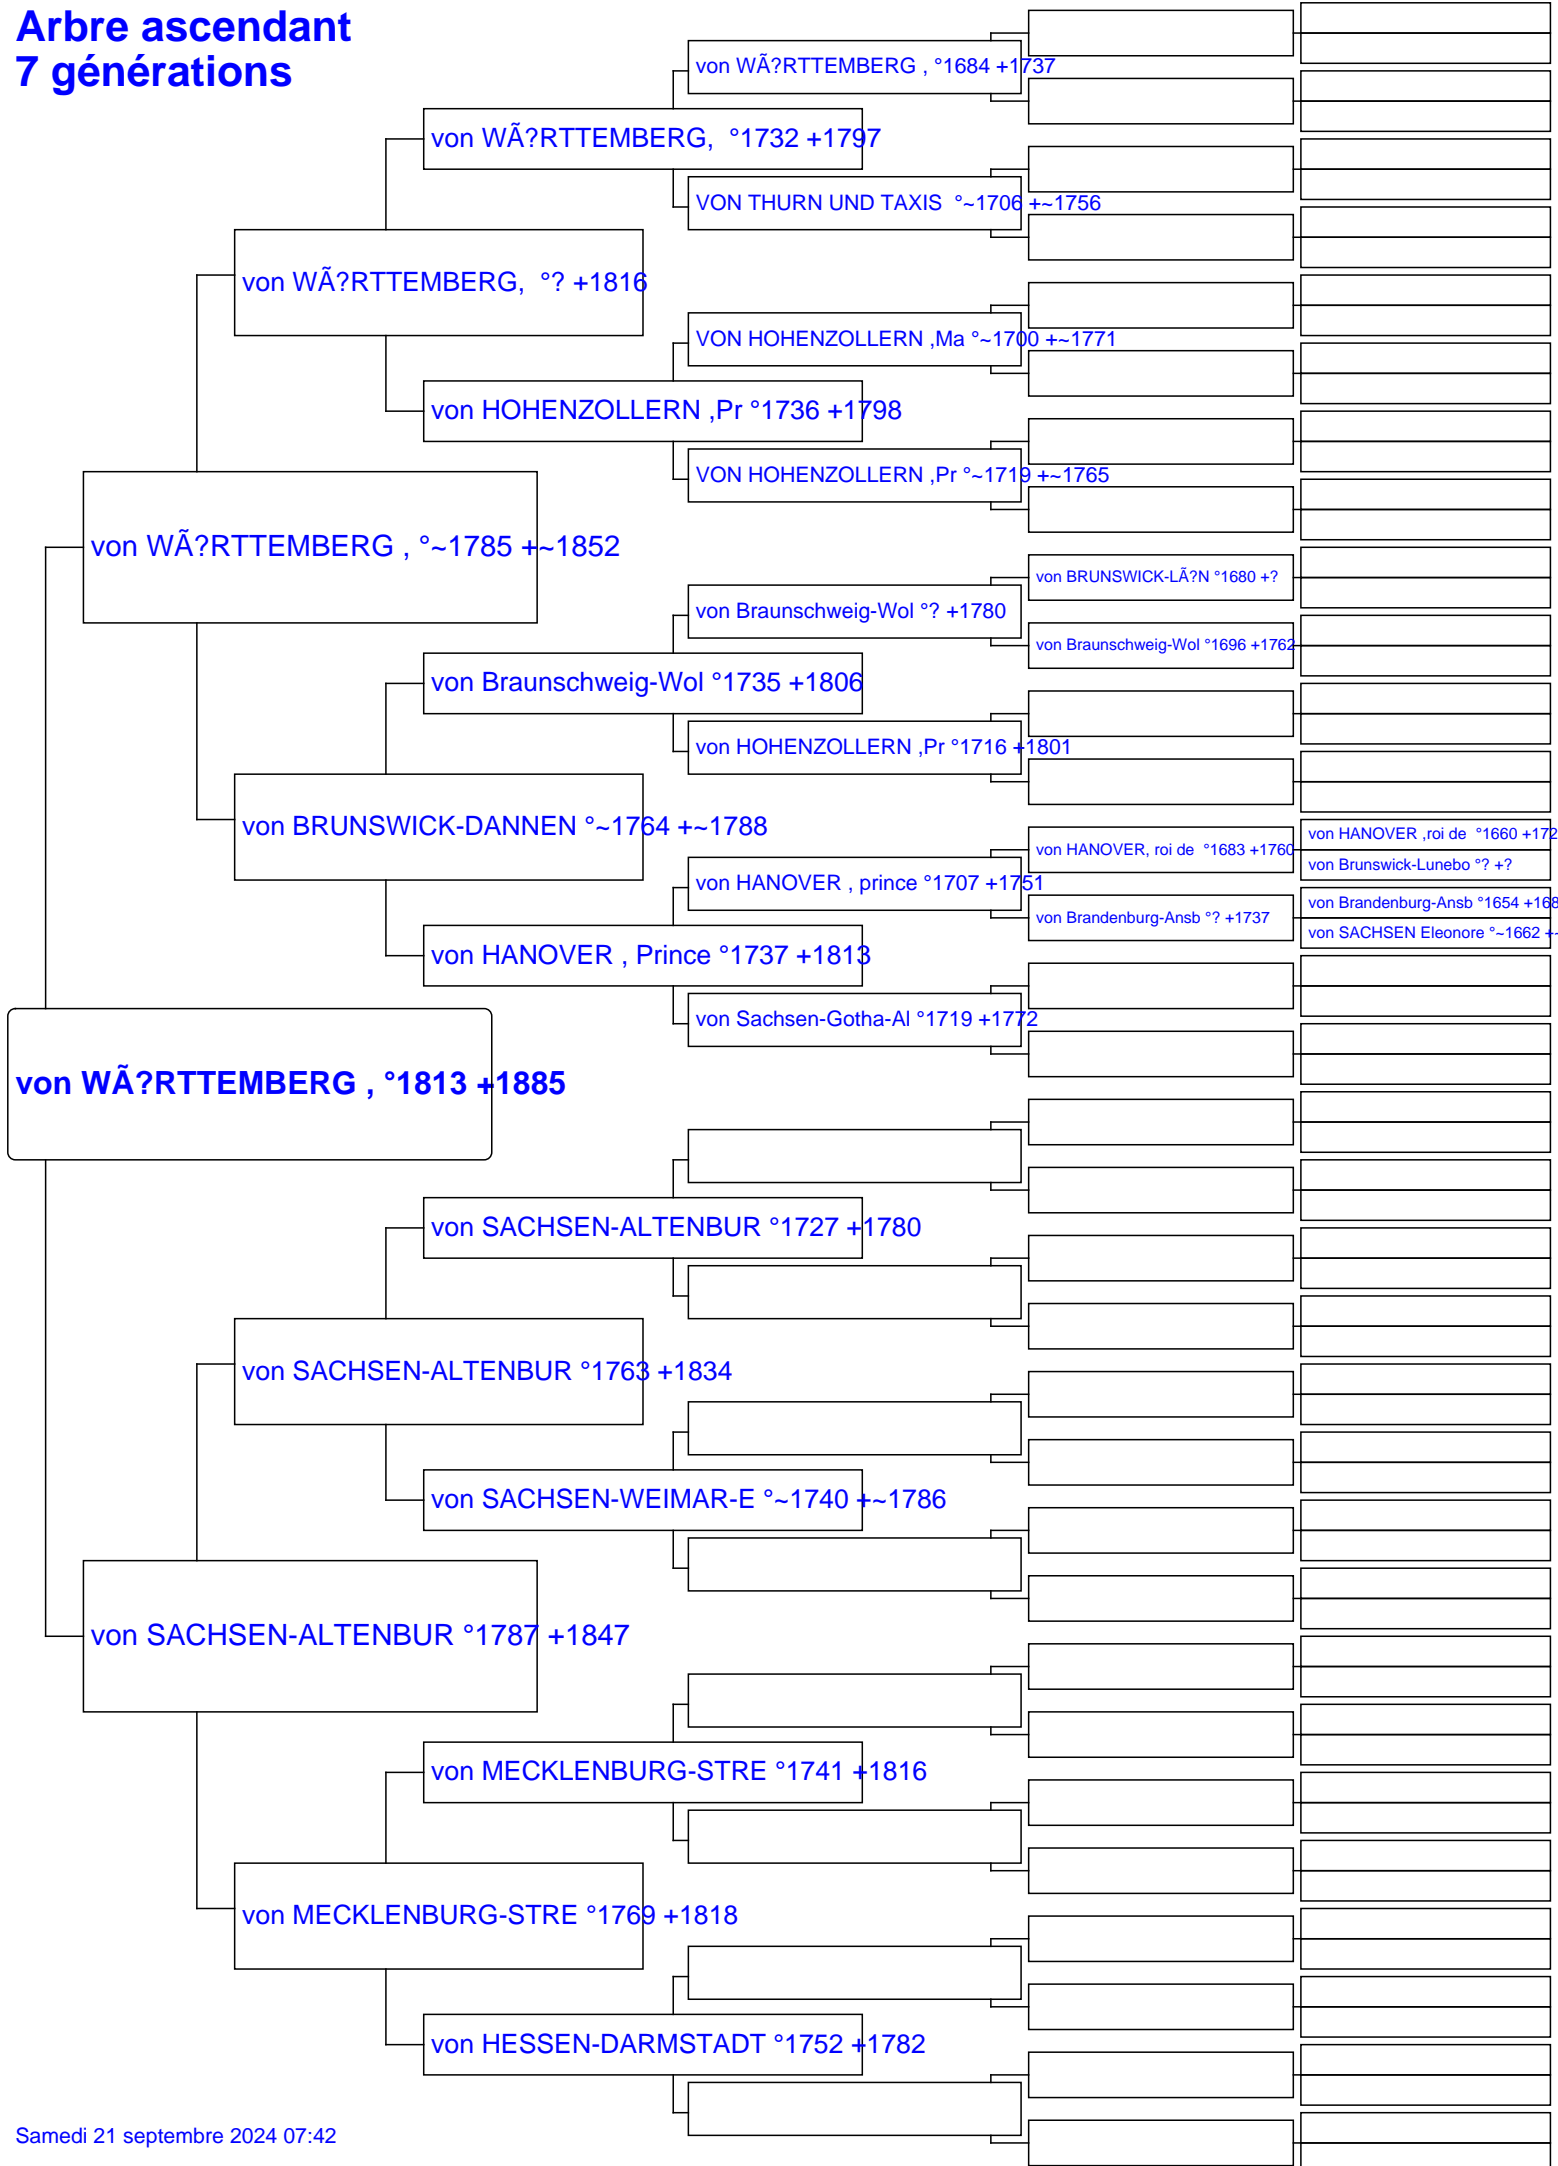 Arbre ascendant
7 générations
von WÃ?RTTEMBERG , °1684 +1737
von WÃ?RTTEMBERG, °1732 +1797
VON THURN UND TAXIS °~1706 +~1756
von WÃ?RTTEMBERG, °? +1816
VON HOHENZOLLERN ,Ma °~1700 +~1771
von HOHENZOLLERN ,Pr °1736 +1798
VON HOHENZOLLERN ,Pr °~1719 +~1765
von WÃ?RTTEMBERG , °~1785 +~1852
von BRUNSWICK-LÃ?N °1680 +?
von Braunschweig-Wol °? +1780
von Braunschweig-Wol °1696 +1762
von Braunschweig-Wol °1735 +1806
von HOHENZOLLERN ,Pr °1716 +1801
von BRUNSWICK-DANNEN °~1764 +~1788
von HANOVER ,roi de °1660 +172
von HANOVER, roi de °1683 +1760
von Brunswick-Lunebo °? +?
von HANOVER , prince °1707 +1751
von Brandenburg-Ansb °1654 +168
von Brandenburg-Ansb °? +1737
von SACHSEN Eleonore °~1662 +~
von HANOVER , Prince °1737 +1813
von Sachsen-Gotha-Al °1719 +1772
von WÃ?RTTEMBERG , °1813 +1885
von SACHSEN-ALTENBUR °1727 +1780
von SACHSEN-ALTENBUR °1763 +1834
von SACHSEN-WEIMAR-E °~1740 +~1786
von SACHSEN-ALTENBUR °1787 +1847
von MECKLENBURG-STRE °1741 +1816
von MECKLENBURG-STRE °1769 +1818
von HESSEN-DARMSTADT °1752 +1782
Samedi 21 septembre 2024 07:42